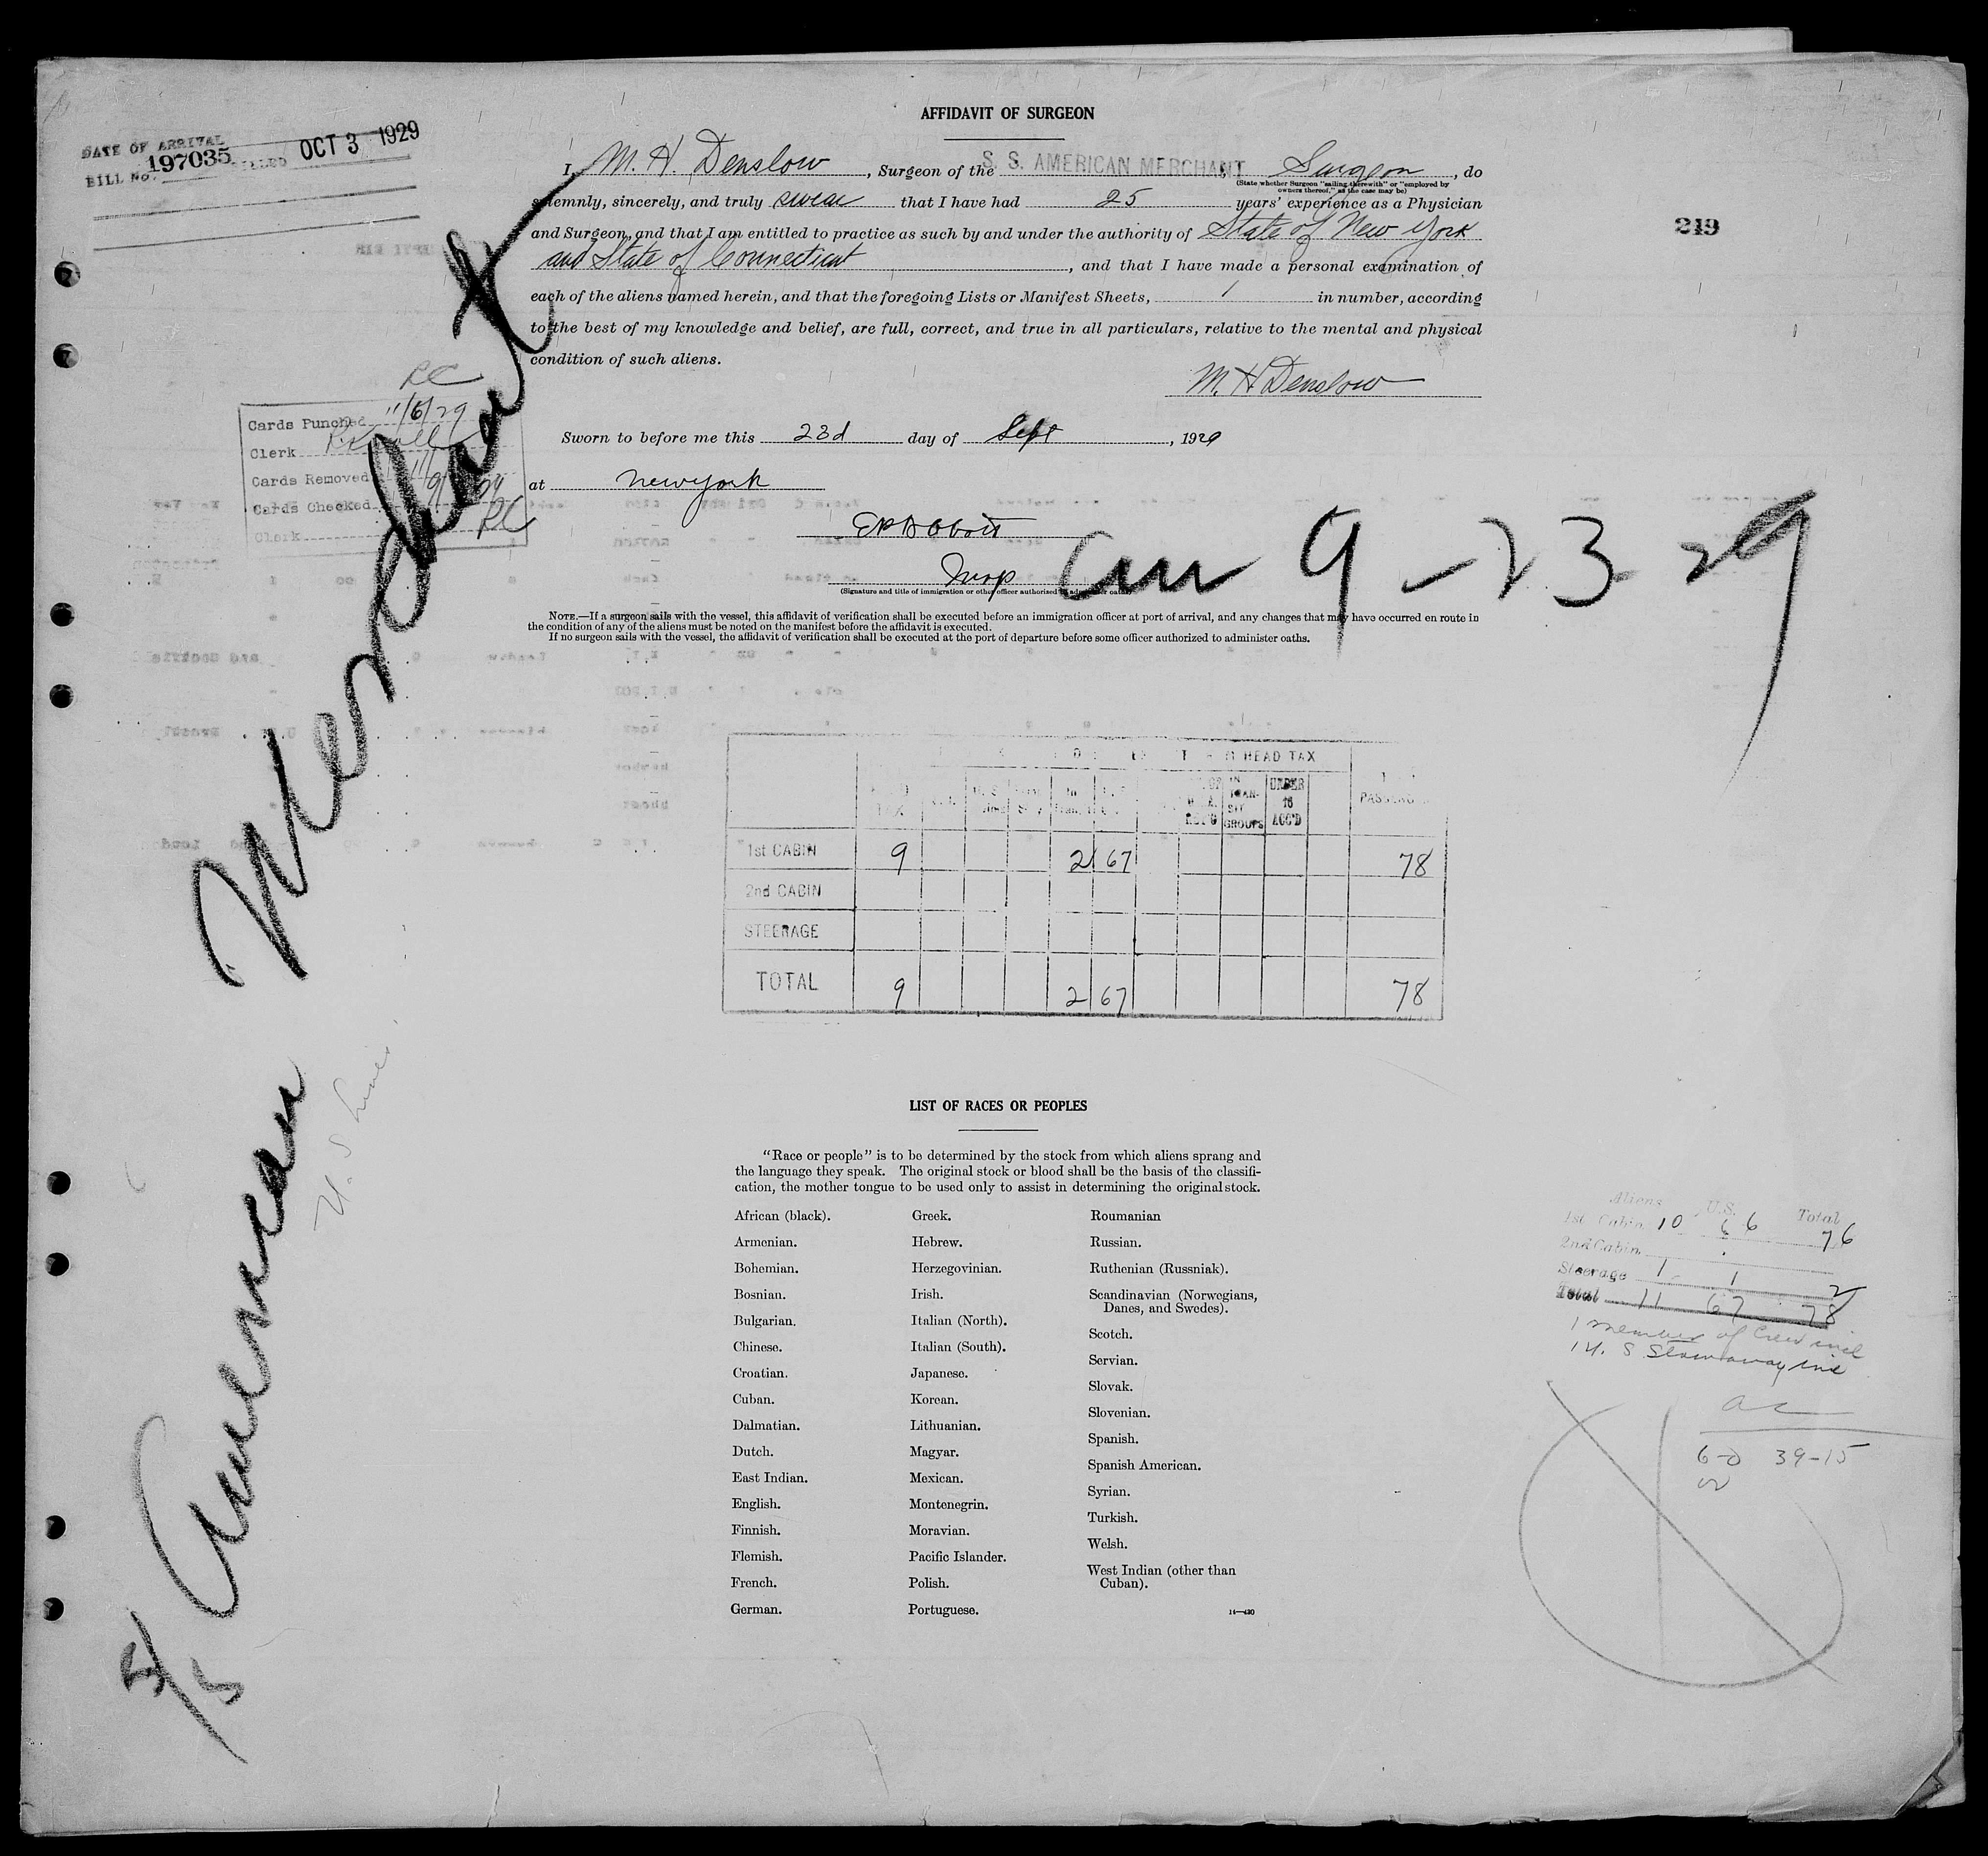 AFFIDAVIT OF SURGEON
DATE OF ARRIVAL
BILL No. 197035 OCT 3 1929
I, M. H. Denslow, Surgeon of the S. S. AMERICAN MERCHANT, Surgeon, do
(State whether Surgeon "sailing therewith" or "employed by
owners thereof," as the case may be)
solemnly, sincerely, and truly swear that I have had 25 years' experience as a Physician
and Surgeon, and that I am entitled to practice as such by and under the authority of State of New York
and State of Connecticut, and that I have made a personal examination of
each of the aliens named herein, and that the foregoing Lists or Manifest Sheets, 1 in number, according
to the best of my knowledge and belief, are full, correct, and true in all particulars, relative to the mental and physical
condition of such aliens.
M. H. Denslow
249
Sworn to before me this 23d day of Sept, 1929
at New york
Insp
(Signature and title of immigration or other officer authorized to administer oaths)
9-23 29
NOTE.—If a surgeon sails with the vessel, this affidavit of verification shall be executed before an immigration officer at port of arrival, and any changes that may have occurred en route in
the condition of any of the aliens must be noted on the manifest before the affidavit is executed.
If no surgeon sails with the vessel, the affidavit of verification shall be executed at the port of departure before some officer authorized to administer oaths.
RC
Cards Punched 11/6/29
Clerk
Cards Removed
Cards Checked
Clerk RC
SS American Merchant
U.S Lines
HEAD TAX
TAX
IN TRANSIT GROUPS
UNDER 16 ACC'D
1st CABIN 9 2 67 78
2nd CABIN
STEERAGE
TOTAL 9 2 67 78
LIST OF RACES OR PEOPLES
"Race or people" is to be determined by the stock from which aliens sprang and
the language they speak. The original stock or blood shall be the basis of the classifi-
cation, the mother tongue to be used only to assist in determining the original stock.
African (black).
Armenian.
Bohemian.
Bosnian.
Bulgarian.
Chinese.
Croatian.
Cuban.
Dalmatian.
Dutch.
East Indian.
English.
Finnish.
Flemish.
French.
German.
Greek.
Hebrew.
Herzegovinian.
Irish.
Italian (North).
Italian (South).
Japanese.
Korean.
Lithuanian.
Magyar.
Mexican.
Montenegrin.
Moravian.
Pacific Islander.
Polish.
Portuguese.
Roumanian
Russian.
Ruthenian (Russniak).
Scandinavian (Norwegians,
Danes, and Swedes).
Scotch.
Servian.
Slovak.
Slovenian.
Spanish.
Spanish American.
Syrian.
Turkish.
Welsh.
West Indian (other than
Cuban).
14—430
Aliens U.S. Total
1st Cabin 10 66 76
2nd Cabin
Steerage 1 1 2
Total 11 67 78
1 member of Crew incl
1 U. S Stowaway inc
39-15